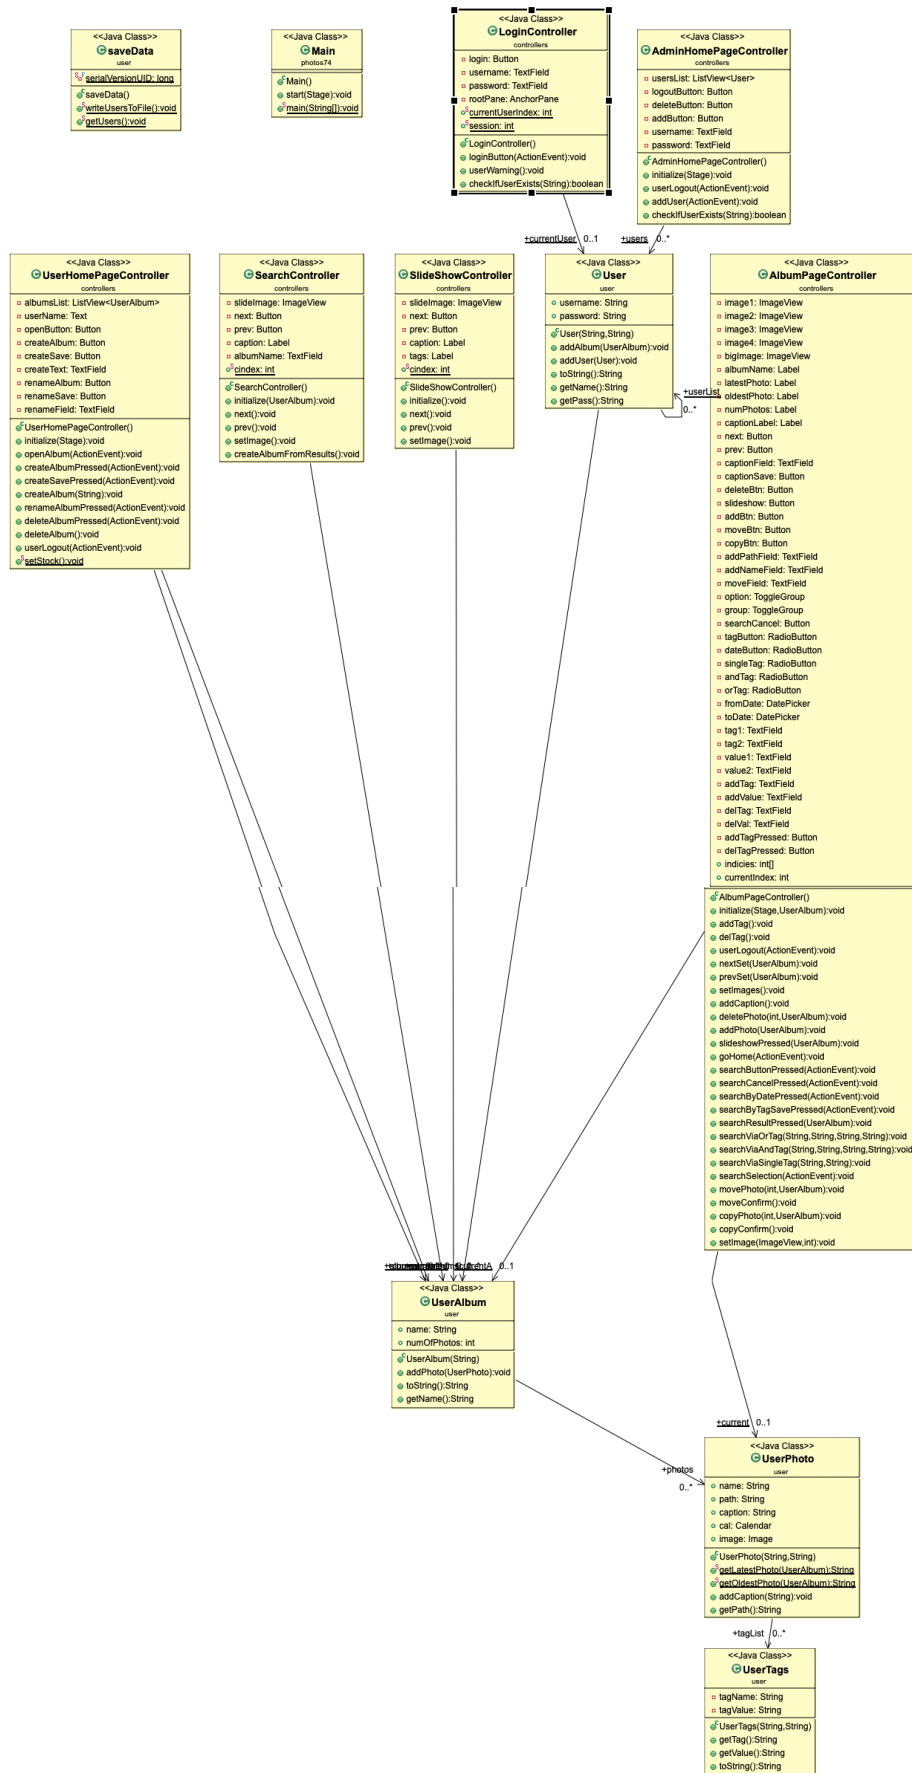 <<Java Class>>
saveData
user
serialVersionUID: long
saveData()
writeUsersToFile():void
getUsers():void
<<Java Class>>
Main
photos74
Main()
start(Stage):void
main(String[]):void
<<Java Class>>
LoginController
controllers
login: Button
username: TextField
password: TextField
rootPane: AnchorPane
currentUserIndex: int
session: int
LoginController()
loginButton(ActionEvent):void
userWarning():void
checkIfUserExists(String):boolean
<<Java Class>>
AdminHomePageController
controllers
usersList: ListView<User>
logoutButton: Button
deleteButton: Button
addButton: Button
username: TextField
password: TextField
AdminHomePageController()
initialize(Stage):void
userLogout(ActionEvent):void
addUser(ActionEvent):void
checkIfUserExists(String):boolean
+currentUser 0..1
+users 0..*
<<Java Class>>
UserHomePageController
controllers
albumsList: ListView<UserAlbum>
userName: Text
openButton: Button
createAlbum: Button
createSave: Button
createText: TextField
renameAlbum: Button
renameSave: Button
renameField: TextField
UserHomePageController()
initialize(Stage):void
openAlbum(ActionEvent):void
createAlbumPressed(ActionEvent):void
createSavePressed(ActionEvent):void
createAlbum(String):void
renameAlbumPressed(ActionEvent):void
deleteAlbumPressed(ActionEvent):void
deleteAlbum():void
userLogout(ActionEvent):void
setStock():void
<<Java Class>>
SearchController
controllers
slideImage: ImageView
next: Button
prev: Button
caption: Label
albumName: TextField
cindex: int
SearchController()
initialize(UserAlbum):void
next():void
prev():void
setImage():void
createAlbumFromResults():void
<<Java Class>>
SlideShowController
controllers
slideImage: ImageView
next: Button
prev: Button
caption: Label
tags: Label
cindex: int
SlideShowController()
initialize():void
next():void
prev():void
setImage():void
<<Java Class>>
User
user
username: String
password: String
User(String,String)
addAlbum(UserAlbum):void
addUser(User):void
toString():String
getName():String
getPass():String
+userList
0..*
<<Java Class>>
AlbumPageController
controllers
image1: ImageView
image2: ImageView
image3: ImageView
image4: ImageView
bigImage: ImageView
albumName: Label
latestPhoto: Label
oldestPhoto: Label
numPhotos: Label
captionLabel: Label
next: Button
prev: Button
captionField: TextField
captionSave: Button
deleteBtn: Button
slideshow: Button
addBtn: Button
moveBtn: Button
copyBtn: Button
addPathField: TextField
addNameField: TextField
moveField: TextField
option: ToggleGroup
group: ToggleGroup
searchCancel: Button
tagButton: RadioButton
dateButton: RadioButton
singleTag: RadioButton
andTag: RadioButton
orTag: RadioButton
fromDate: DatePicker
toDate: DatePicker
tag1: TextField
tag2: TextField
value1: TextField
value2: TextField
addTag: TextField
addValue: TextField
delTag: TextField
delVal: TextField
addTagPressed: Button
delTagPressed: Button
indicies: int[]
currentIndex: int
AlbumPageController()
initialize(Stage,UserAlbum):void
addTag():void
delTag():void
userLogout(ActionEvent):void
nextSet(UserAlbum):void
prevSet(UserAlbum):void
setImages():void
addCaption():void
deletePhoto(int,UserAlbum):void
addPhoto(UserAlbum):void
slideshowPressed(UserAlbum):void
goHome(ActionEvent):void
searchButtonPressed(ActionEvent):void
searchCancelPressed(ActionEvent):void
searchByDatePressed(ActionEvent):void
searchByTagSavePressed(ActionEvent):void
searchResultPressed(UserAlbum):void
searchViaOrTag(String,String,String,String):void
searchViaAndTag(String,String,String,String):void
searchViaSingleTag(String,String):void
searchSelection(ActionEvent):void
movePhoto(int,UserAlbum):void
moveConfirm():void
copyPhoto(int,UserAlbum):void
copyConfirm():void
setImage(ImageView,int):void
0..1
<<Java Class>>
UserAlbum
user
name: String
numOfPhotos: int
UserAlbum(String)
addPhoto(UserPhoto):void
toString():String
getName():String
+photos
0..*
+current 0..1
<<Java Class>>
UserPhoto
user
name: String
path: String
caption: String
cal: Calendar
image: Image
UserPhoto(String,String)
getLatestPhoto(UserAlbum):String
getOldestPhoto(UserAlbum):String
addCaption(String):void
getPath():String
+tagList 0..*
<<Java Class>>
UserTags
user
tagName: String
tagValue: String
UserTags(String,String)
getTag():String
getValue():String
toString():String